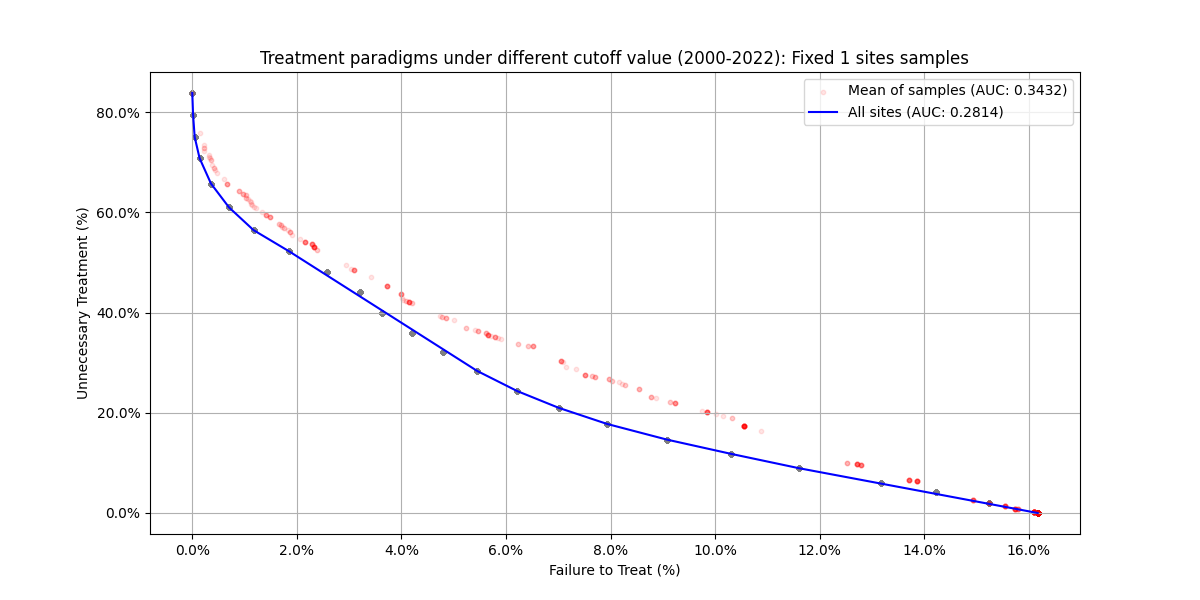 Treatment paradigms under different cutoff value (2000-2022): Fixed 1 sites samples
Mean of samples (AUC: 0.3432)
All sites (AUC: 0.2814)
Unnecessary Treatment (%)
80.0%
60.0%
40.0%
20.0%
0.0%
0.0% 2.0% 4.0% 6.0% 8.0% 10.0% 12.0% 14.0% 16.0%
Failure to Treat (%)